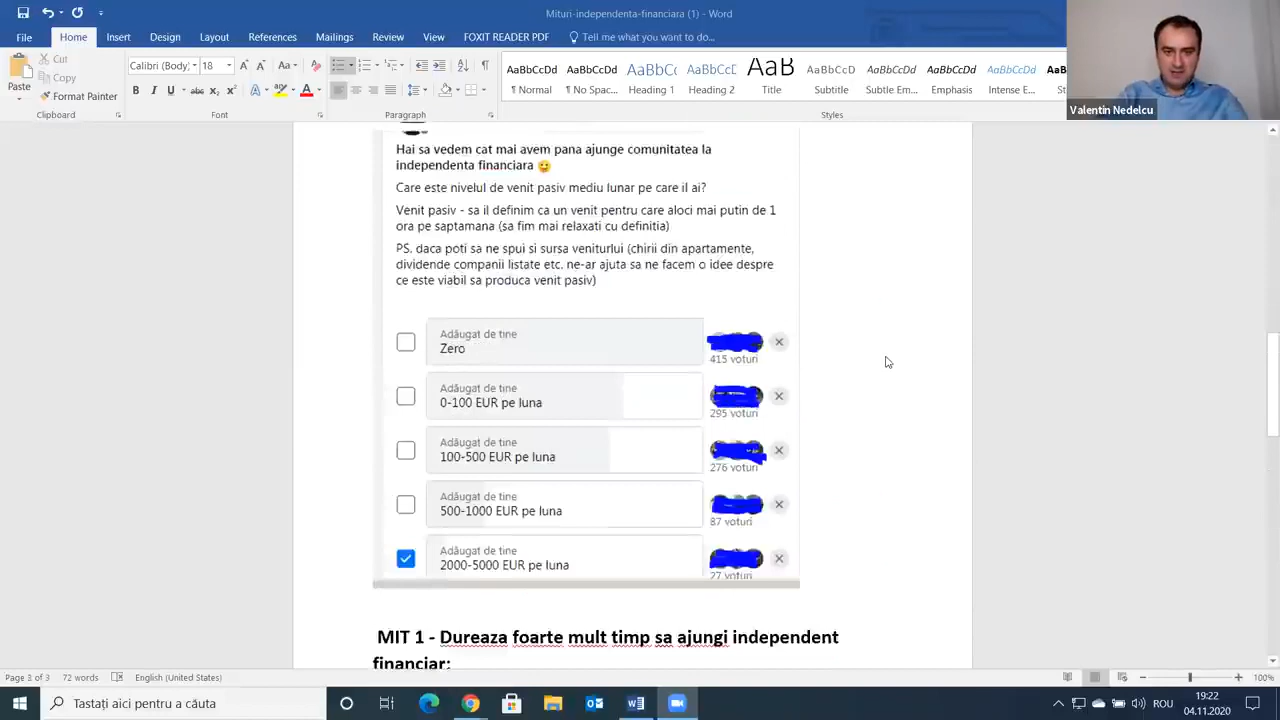 Mituri-independenta-financiara (1) - Word
File Home Insert Design Layout References Mailings Review View FOXIT READER PDF Tell me what you want to do...
Cut
Copy
Format Painter
Paste
Calibri (Body) 18
AaBbCcDd AaBbCcDd AaBbCc AaBbCcE AaB AaBbCcD AaBbCcDd AaBbCcDd AaBbCcDd
¶ Normal ¶ No Spac... Heading 1 Heading 2 Title Subtitle Subtle Em... Emphasis Intense E...
Clipboard Font Paragraph Styles
Valentin Nedelcu
Hai sa vedem cat mai avem pana ajunge comunitatea la
independenta financiara
Care este nivelul de venit pasiv mediu lunar pe care il ai?
Venit pasiv - sa il definim ca un venit pentru care aloci mai putin de 1
ora pe saptamana (sa fim mai relaxati cu definitia)
PS. daca poti sa ne spui si sursa veniturlui (chirii din apartamente,
dividende companii listate etc. ne-ar ajuta sa ne facem o idee despre
ce este viabil sa produca venit pasiv)
Adăugat de tine
Zero
415 voturi
Adăugat de tine
0-100 EUR pe luna
295 voturi
Adăugat de tine
100-500 EUR pe luna
276 voturi
Adăugat de tine
500-1000 EUR pe luna
87 voturi
Adăugat de tine
2000-5000 EUR pe luna
27 voturi
MIT 1 - Dureaza foarte mult timp sa ajungi independent
financiar;
Page 3 of 3 72 words English (United States) 100%
Tastați aici pentru a căuta
ROU
19:22
04.11.2020